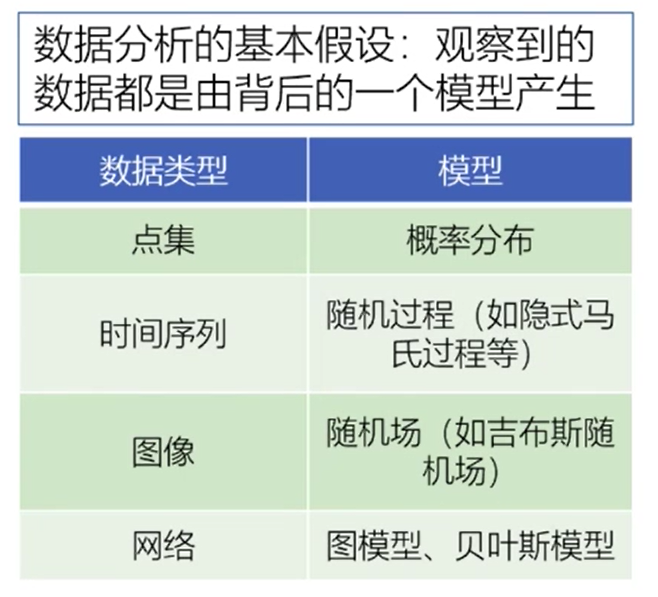 数据分析的基本假设：观察到的
数据都是由背后的一个模型产生
数据类型 模型
点集 概率分布
时间序列 随机过程（如隐式马
氏过程等）
图像 随机场（如吉布斯随
机场）
网络 图模型、贝叶斯模型